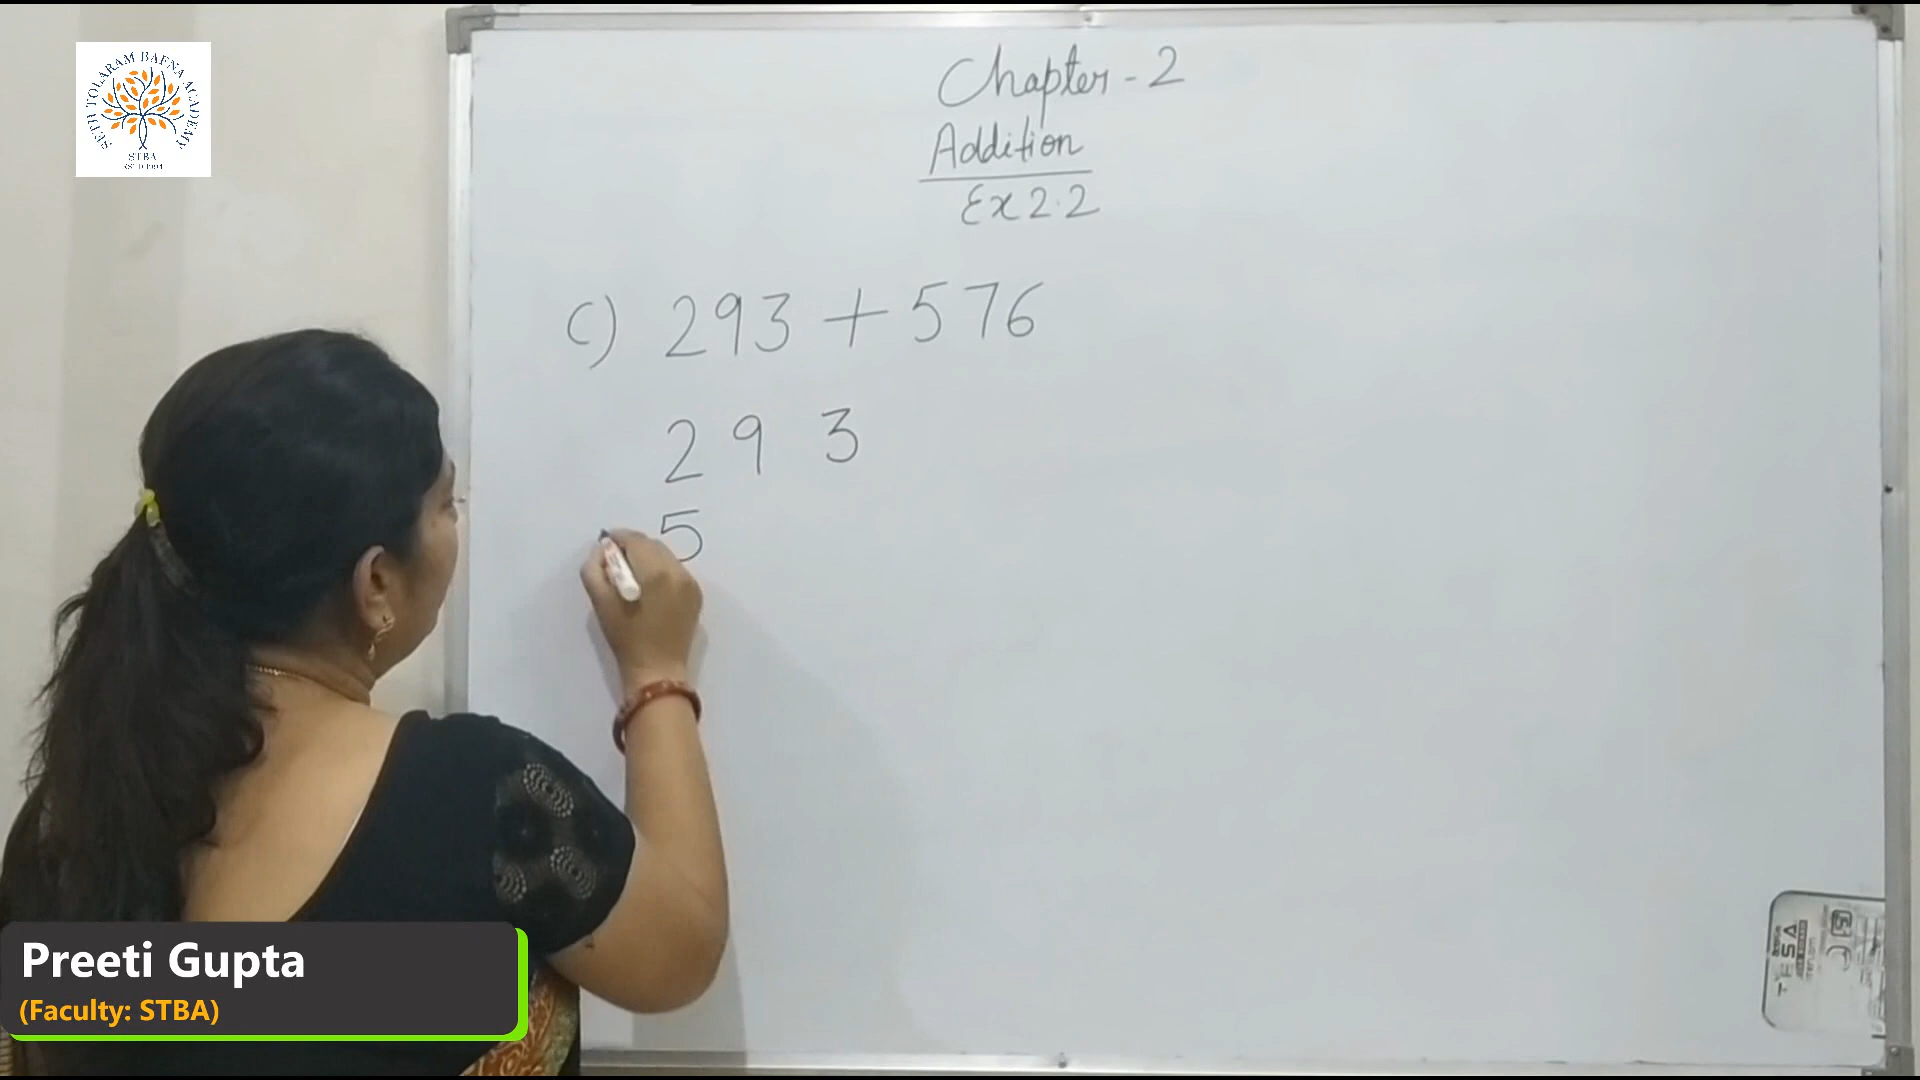 SETH TOLARAM BAFNA ACADEMY
STBA
Chapter - 2
Addition
Ex 2.2
c) 293 + 576
2 9 3
5
Preeti Gupta
(Faculty: STBA)